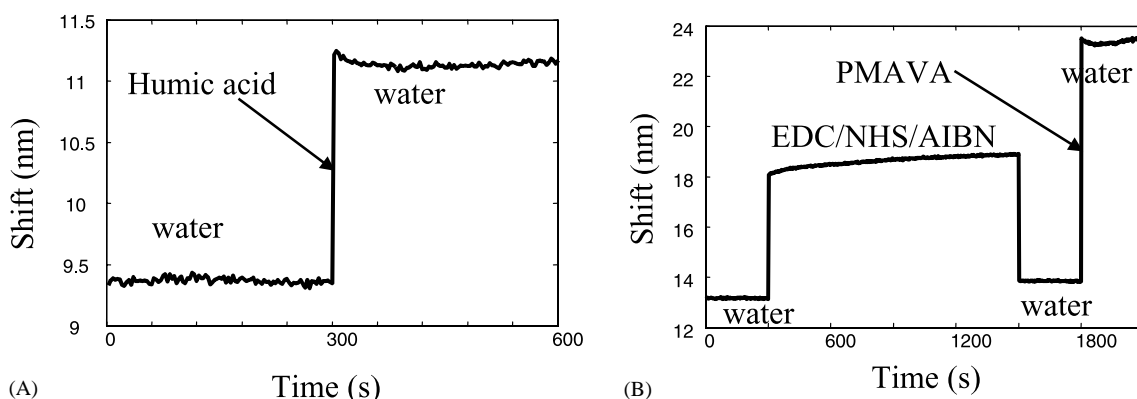 11.5
11
10.5
10
9.5
9
Shift (nm)
Humic acid
water
water
0
300
600
Time (s)
(A)
24
22
20
18
16
14
12
Shift (nm)
PMAVA
water
EDC/NHS/AIBN
water
water
0
600
1200
1800
Time (s)
(B)